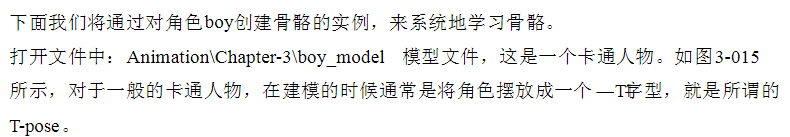 下面我们将通过对角色boy创建骨骼的实例，来系统地学习骨骼。
打开文件中：Animation\Chapter-3\boy_model 模型文件，这是一个卡通人物。如图3-015
所示，对于一般的卡通人物，在建模的时候通常是将角色摆放成一个 —T字型，就是所谓的
T-pose。